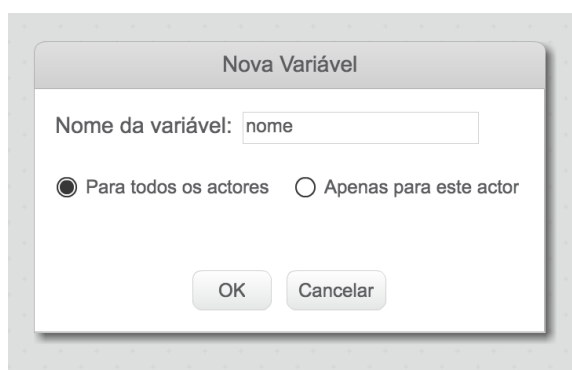 Nova Variável
Nome da variável: nome
Para todos os actores Apenas para este actor
OK Cancelar